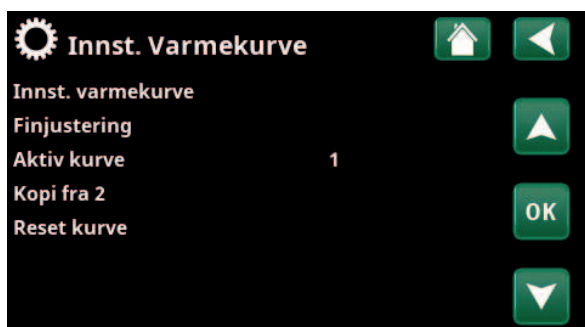 Innst. Varmekurve
Innst. varmekurve
Finjustering
Aktiv kurve 1
Kopi fra 2
Reset kurve
OK